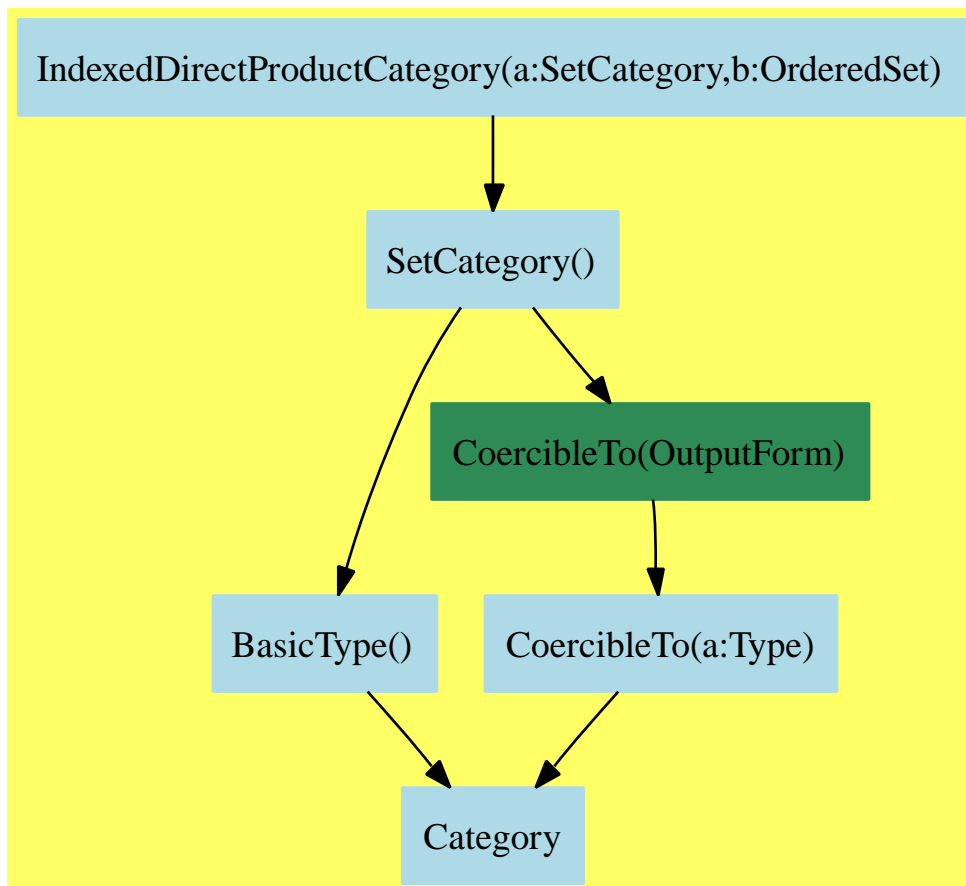 IndexedDirectProductCategory(a:SetCategory,b:OrderedSet)
SetCategory()
CoercibleTo(OutputForm)
BasicType()
CoercibleTo(a:Type)
Category